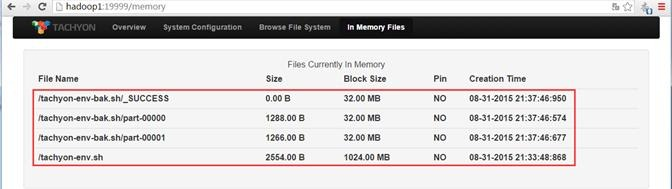 hadoop1:19999/memory
TACHYON Overview System Configuration Browse File System In Memory Files
Files Currently In Memory
File Name Size Block Size Pin Creation Time
/tachyon-env-bak.sh/_SUCCESS 0.00 B 32.00 MB NO 08-31-2015 21:37:46:950
/tachyon-env-bak.sh/part-00000 1288.00 B 32.00 MB NO 08-31-2015 21:37:46:574
/tachyon-env-bak.sh/part-00001 1266.00 B 32.00 MB NO 08-31-2015 21:37:46:677
/tachyon-env.sh 2554.00 B 1024.00 MB NO 08-31-2015 21:33:48:868